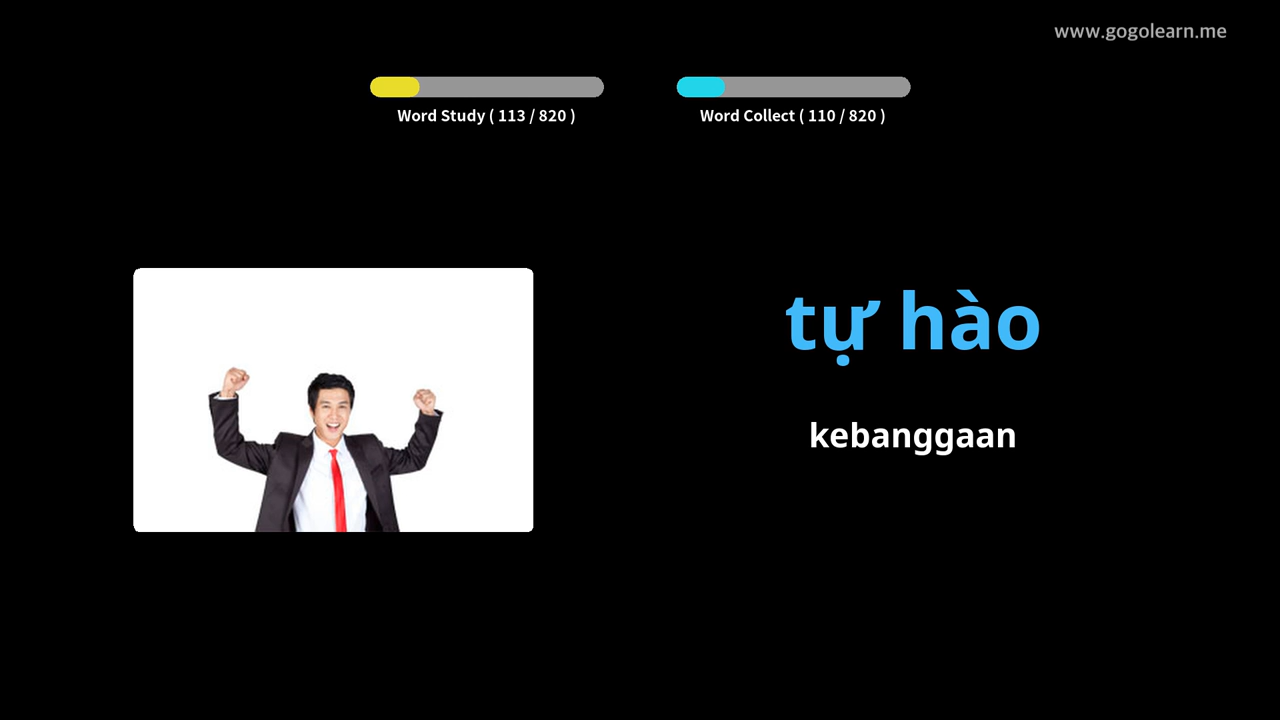 www.gogolearn.me
Word Study ( 113 / 820 )
Word Collect ( 110 / 820 )
tự hào
kebanggaan